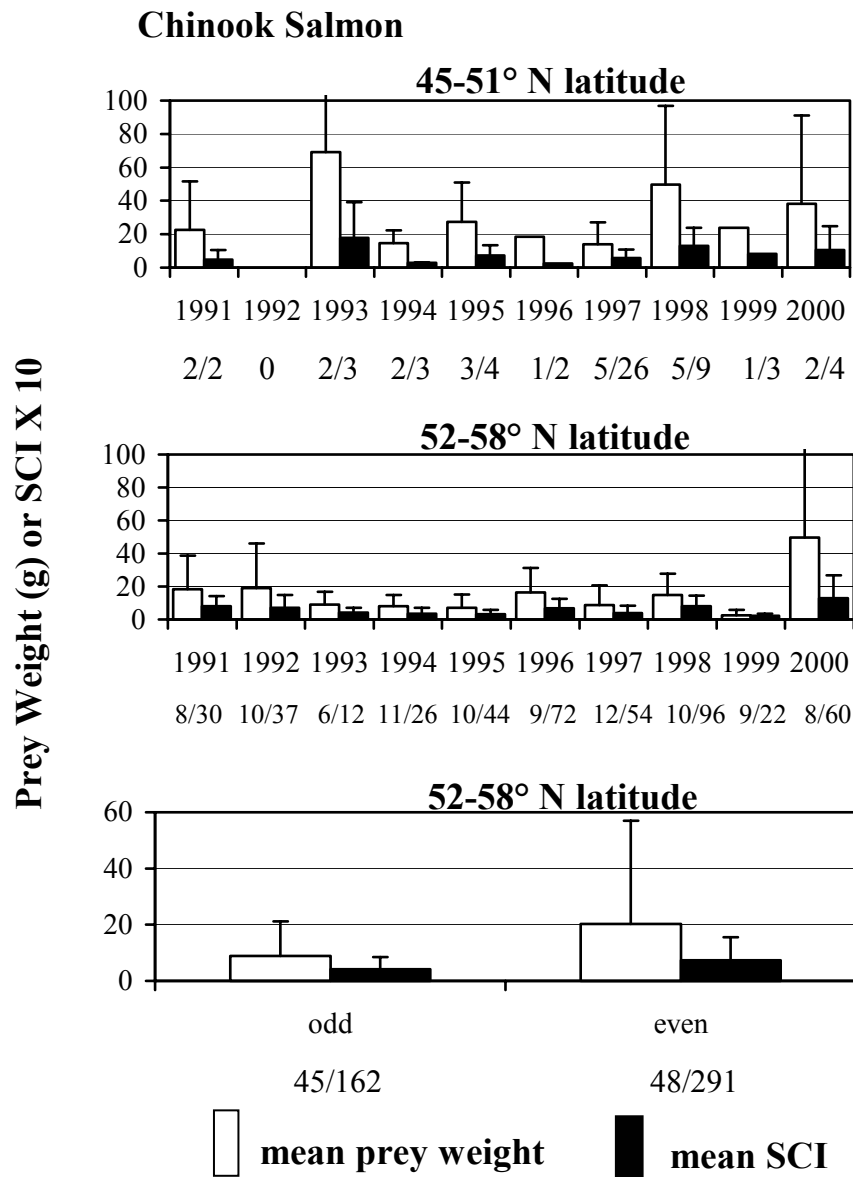 Chinook Salmon
45-51° N latitude
100
80
60
40
20
0
1991 1992 1993 1994 1995 1996 1997 1998 1999 2000
2/2 0 2/3 2/3 3/4 1/2 5/26 5/9 1/3 2/4
Prey Weight (g) or SCI X 10
52-58° N latitude
100
80
60
40
20
0
1991 1992 1993 1994 1995 1996 1997 1998 1999 2000
8/30 10/37 6/12 11/26 10/44 9/72 12/54 10/96 9/22 8/60
52-58° N latitude
60
40
20
0
odd even
45/162 48/291
mean prey weight mean SCI